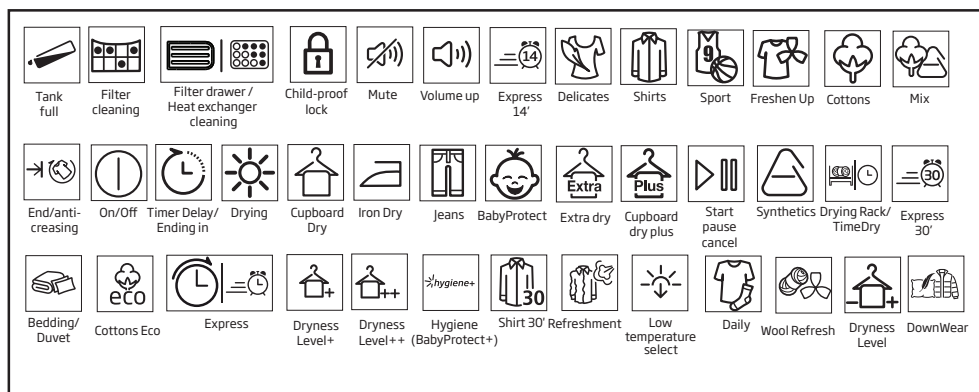 14
9
Tank full
Filter cleaning
Filter drawer / Heat exchanger cleaning
Child-proof lock
Mute
Volume up
Express 14'
Delicates
Shirts
Sport
Freshen Up
Cottons
Mix
Extra
Plus
30
End/anti-creasing
On/Off
Timer Delay/ Ending in
Drying
Cupboard Dry
Iron Dry
Jeans
BabyProtect
Extra dry
Cupboard dry plus
Start pause cancel
Synthetics
Drying Rack/ TimeDry
Express 30'
eco
+
++
hygiene+
30
- +
Bedding/ Duvet
Cottons Eco
Express
Dryness Level+
Dryness Level++
Hygiene (BabyProtect+)
Shirt 30'
Refreshment
Low temperature select
Daily
Wool Refresh
Dryness Level
DownWear